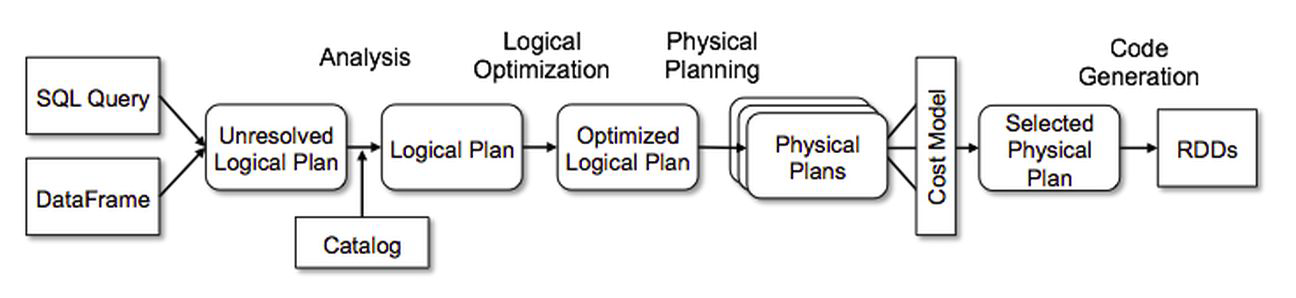 Analysis
Logical
Optimization
Physical
Planning
Code
Generation
SQL Query
DataFrame
Unresolved
Logical Plan
Catalog
Logical Plan
Optimized
Logical Plan
Physical
Plans
Cost Model
Selected
Physical
Plan
RDDs